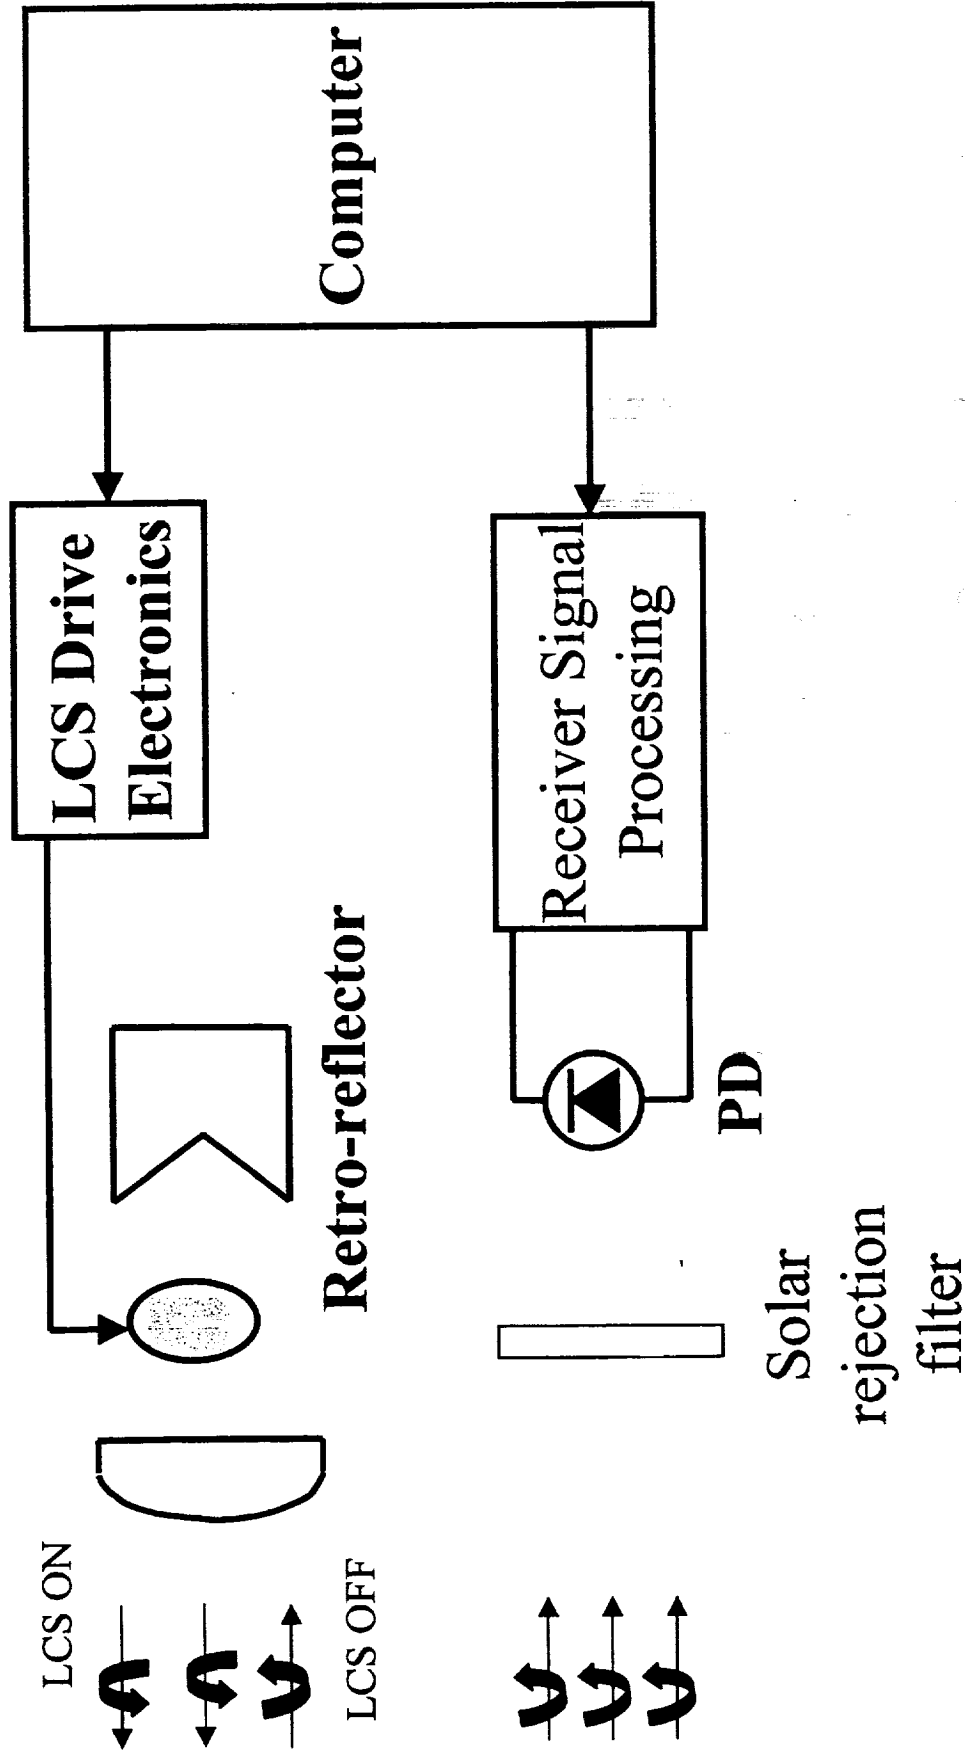 LCS ON
LCS OFF
LCS Drive
Electronics
Retro-reflector
Computer
Receiver Signal
Processing
PD
Solar
rejection
filter